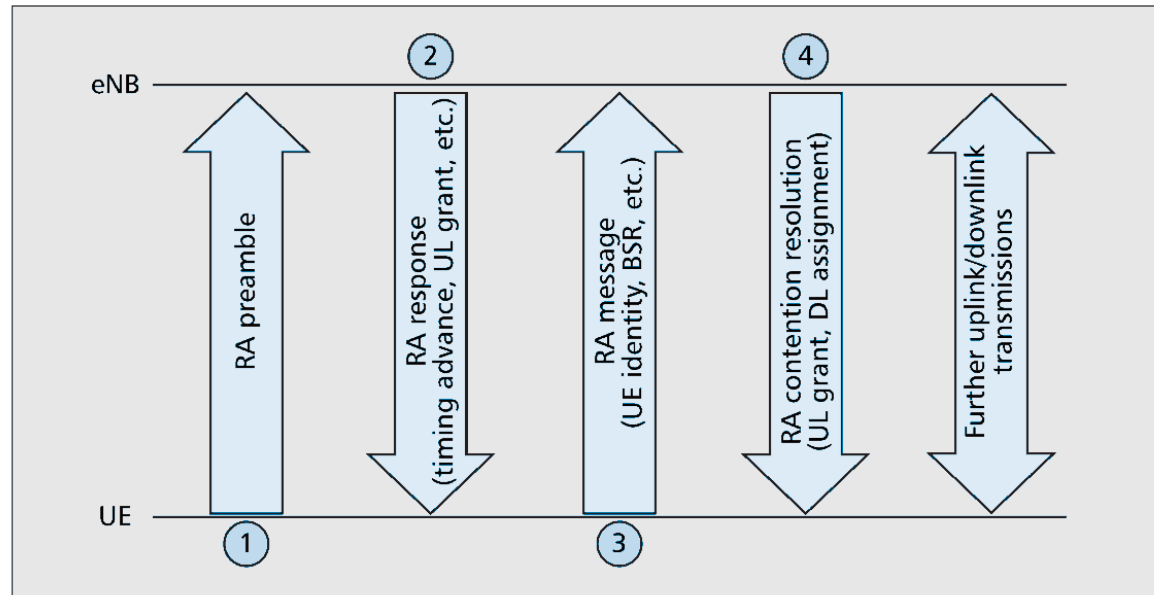 2
4
eNB
RA preamble
RA response
(timing advance, UL grant, etc.)
RA message
(UE identity, BSR, etc.)
RA contention resolution
(UL grant, DL assignment)
Further uplink/downlink
transmissions
UE
1
3